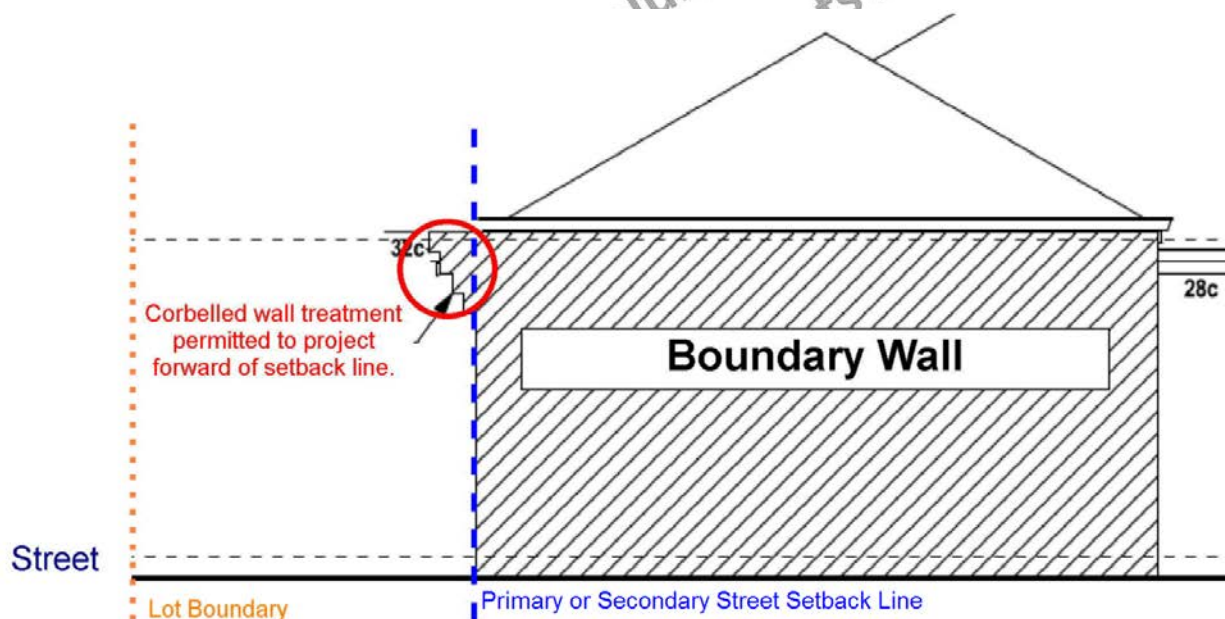 32c
28c
Corbelled wall treatment
permitted to project
forward of setback line.
Boundary Wall
Street
Primary or Secondary Street Setback Line
Lot Boundary